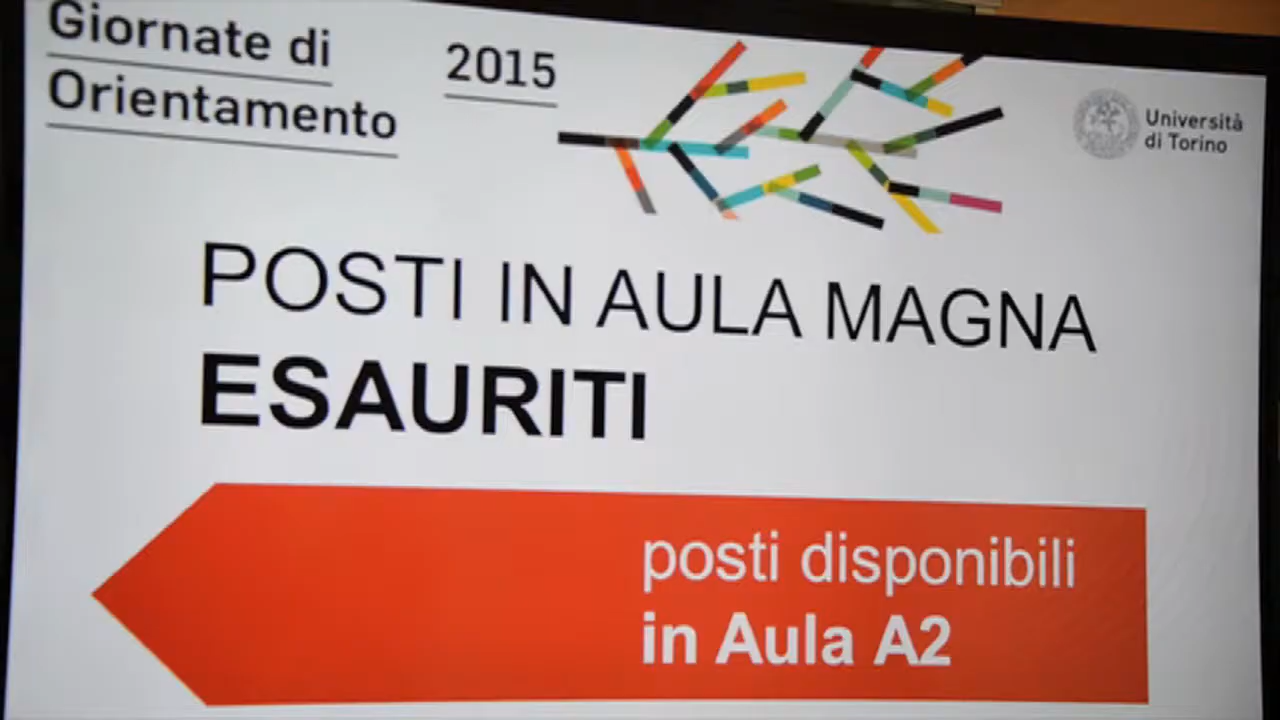 Giornate di
Orientamento
2015
Università
di Torino
POSTI IN AULA MAGNA
ESAURITI
posti disponibili
in Aula A2